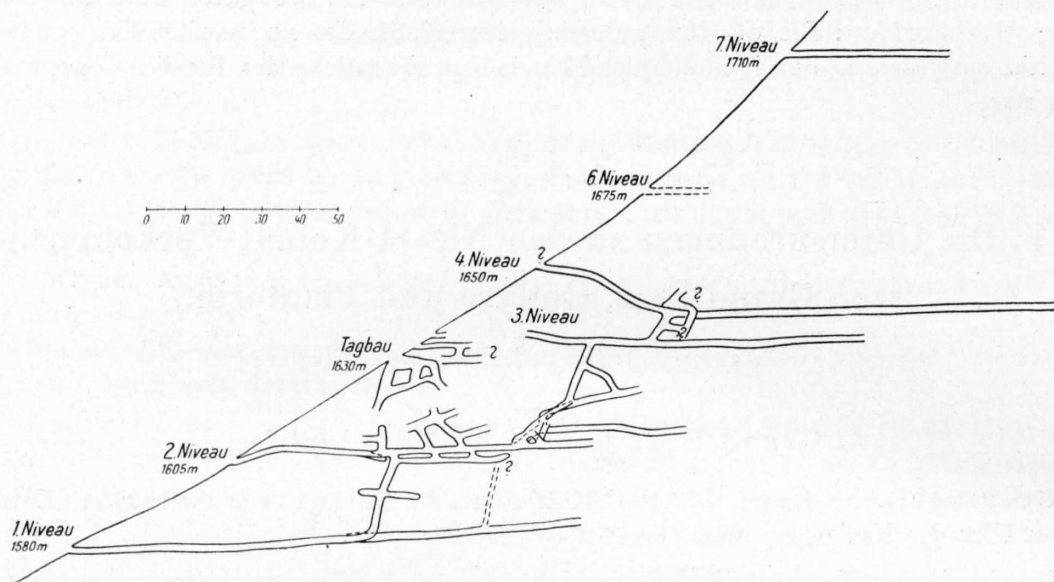 7. Niveau
1710m
6. Niveau
1675m
0 10 20 30 40 50
4. Niveau
1650m
?
?
3. Niveau
?
Tagbau
1630m
?
2. Niveau
1605m
?
1. Niveau
1580m